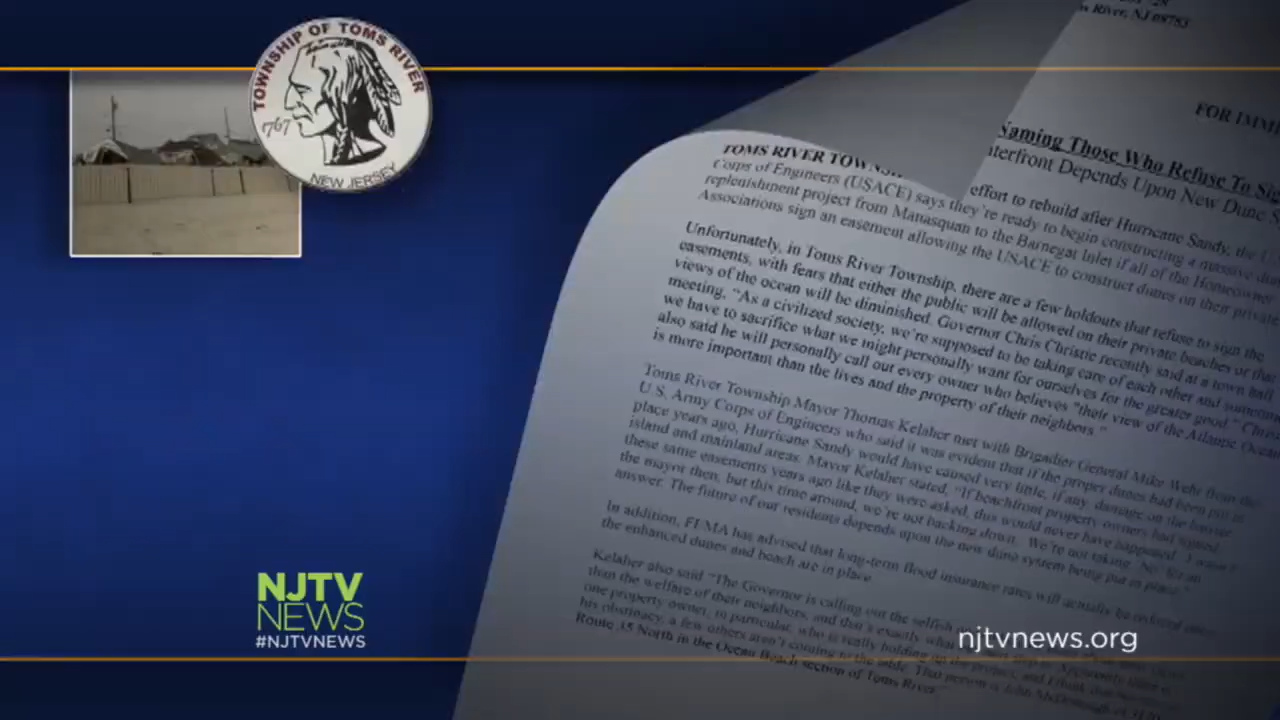 TOWNSHIP OF TOMS RIVER
1767
NEW JERSEY
River, NJ 08753
FOR IMM
Naming Those Who Refuse To Sig
terfront Depends Upon New Dune S
TOMS RIVER TOWNSH
effort to rebuild after Hurricane Sandy, the U.S
Corps of Engineers (USACE) says they're ready to begin constructing a massive dune
replenishment project from Manasquan to the Barnegat Inlet if all of the Homeowner
Associations sign an easement allowing the USACE to construct dunes on their private
Unfortunately, in Toms River Township, there are a few holdouts that refuse to sign the
easements, with fears that either the public will be allowed on their private beaches or that
views of the ocean will be diminished. Governor Chris Christie recently said at a town hall
meeting, "As a civilized society, we're supposed to be taking care of each other and sometim
we have to sacrifice what we might personally want for ourselves for the greater good." Chris
also said he will personally call out every owner who believes "their view of the Atlantic Ocean
is more important than the lives and the property of their neighbors."
Toms River Township Mayor Thomas Kelaher met with Brigadier General Mike Wehr from the
U.S. Army Corps of Engineers who said it was evident that if the proper dunes had been put in
place years ago, Hurricane Sandy would have caused very little, if any, damage on the barrier
island and mainland areas. Mayor Kelaher stated, "If beachfront property owners had signed
these same easements years ago like they were asked, this would never have happened. I wasn't
the mayor then, but this time around, we're not backing down. We're not taking 'No' for an
answer. The future of our residents depends upon the new dune system being put in place."
In addition, FEMA has advised that long-term flood insurance rates will actually be reduced once
the enhanced dunes and beach are in place.
Kelaher also said "The Governor is calling out the selfish
than the welfare of their neighbors, and that's exactly what
one property owner, in particular, who is really holding up the project, and I think due
his obstinacy, a few others aren't coming to the table. That person is John McDonough
Route 35 North in the Ocean Beach section of Toms River"
NJTV
NEWS
#NJTVNEWS
njtvnews.org